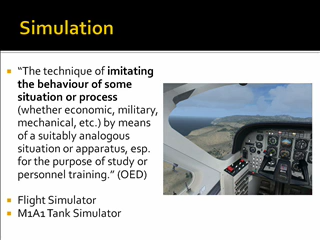 Simulation
“The technique of imitating
the behaviour of some
situation or process
(whether economic, military,
mechanical, etc.) by means
of a suitably analogous
situation or apparatus, esp.
for the purpose of study or
personnel training.” (OED)
Flight Simulator
M1A1 Tank Simulator